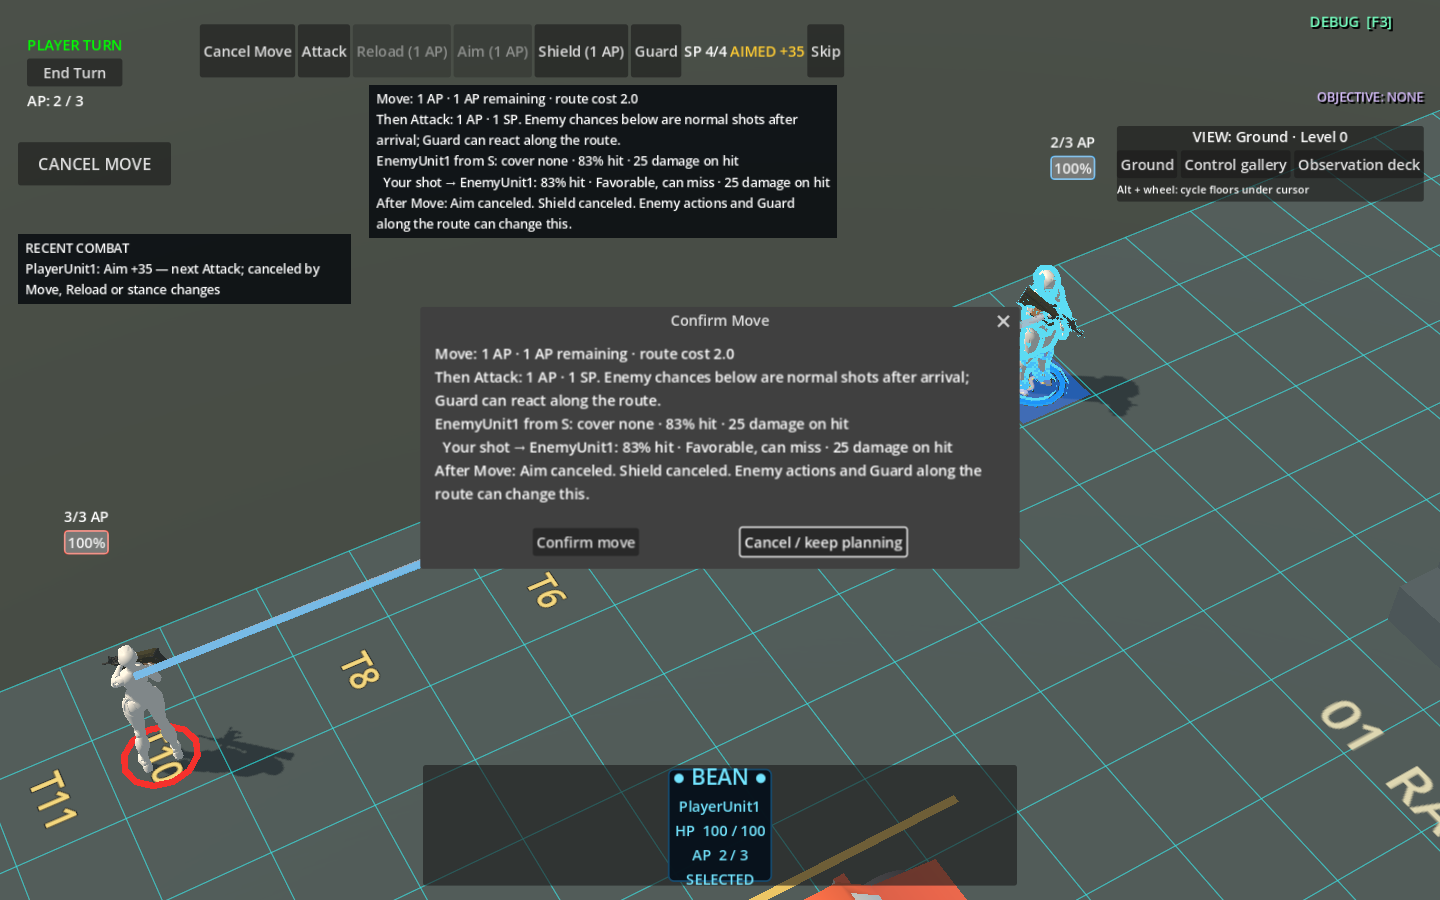 DEBUG [F3]
PLAYER TURN
End Turn
AP: 2 / 3
Cancel Move
Attack
Reload (1 AP)
Aim (1 AP)
Shield (1 AP)
Guard
SP 4/4 AIMED +35
Skip
OBJECTIVE: NONE
Move: 1 AP · 1 AP remaining · route cost 2.0
Then Attack: 1 AP · 1 SP. Enemy chances below are normal shots after
arrival; Guard can react along the route.
EnemyUnit1 from S: cover none · 83% hit · 25 damage on hit
Your shot → EnemyUnit1: 83% hit · Favorable, can miss · 25 damage on hit
After Move: Aim canceled. Shield canceled. Enemy actions and Guard
along the route can change this.
CANCEL MOVE
2/3 AP
100%
VIEW: Ground · Level 0
Ground
Control gallery
Observation deck
Alt + wheel: cycle floors under cursor
RECENT COMBAT
PlayerUnit1: Aim +35 — next Attack; canceled by
Move, Reload or stance changes
Confirm Move
Move: 1 AP · 1 AP remaining · route cost 2.0
Then Attack: 1 AP · 1 SP. Enemy chances below are normal shots after arrival;
Guard can react along the route.
EnemyUnit1 from S: cover none · 83% hit · 25 damage on hit
Your shot → EnemyUnit1: 83% hit · Favorable, can miss · 25 damage on hit
After Move: Aim canceled. Shield canceled. Enemy actions and Guard along the
route can change this.
Confirm move
Cancel / keep planning
3/3 AP
100%
T6
T8
T10
T11
01
RA
• BEAN •
PlayerUnit1
HP 100 / 100
AP 2 / 3
SELECTED